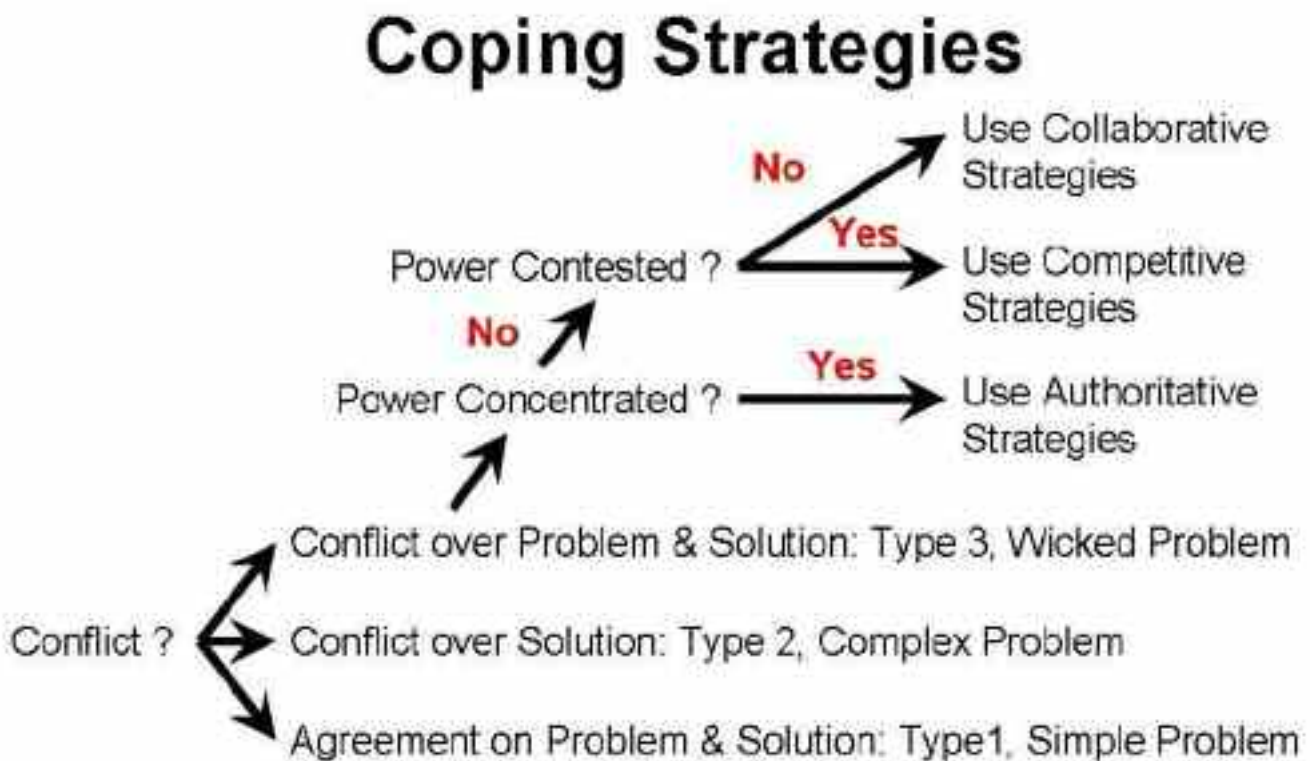 Coping Strategies
Use Collaborative
Strategies
No
Yes
Power Contested ?
Use Competitive
Strategies
No
Yes
Power Concentrated ?
Use Authoritative
Strategies
Conflict over Problem & Solution: Type 3, Wicked Problem
Conflict ?
Conflict over Solution: Type 2, Complex Problem
Agreement on Problem & Solution: Type1, Simple Problem